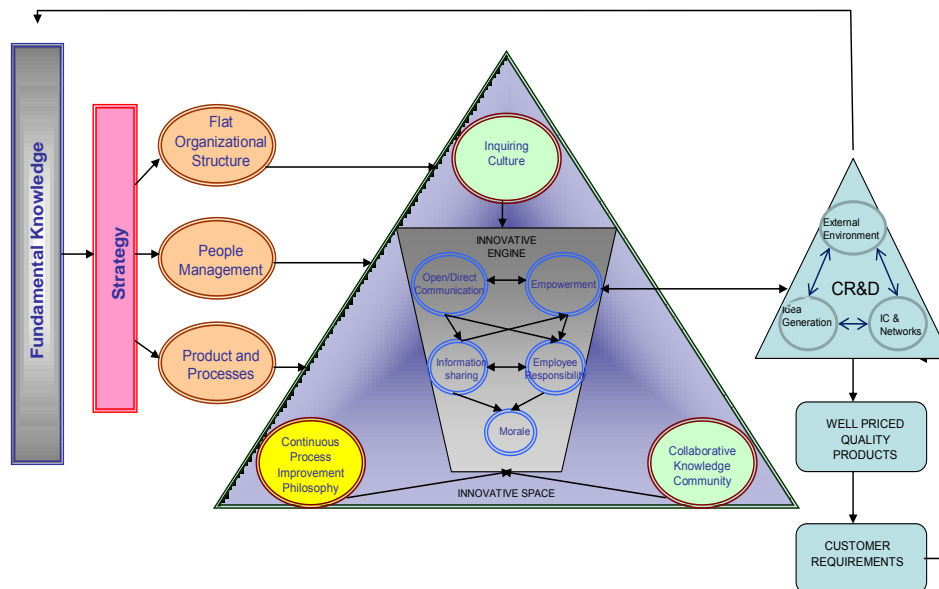 Fundamental Knowledge
Strategy
Flat
Organizational
Structure
People
Management
Product and
Processes
Inquiring
Culture
INNOVATIVE
ENGINE
Open/Direct
Communication
Empowerment
Information
sharing
Employee
Responsibility
Morale
Continuous
Process
Improvement
Philosophy
Collaborative
Knowledge
Community
INNOVATIVE SPACE
External
Environment
CR&D
Idea
Generation
IC &
Networks
WELL PRICED
QUALITY
PRODUCTS
CUSTOMER
REQUIREMENTS